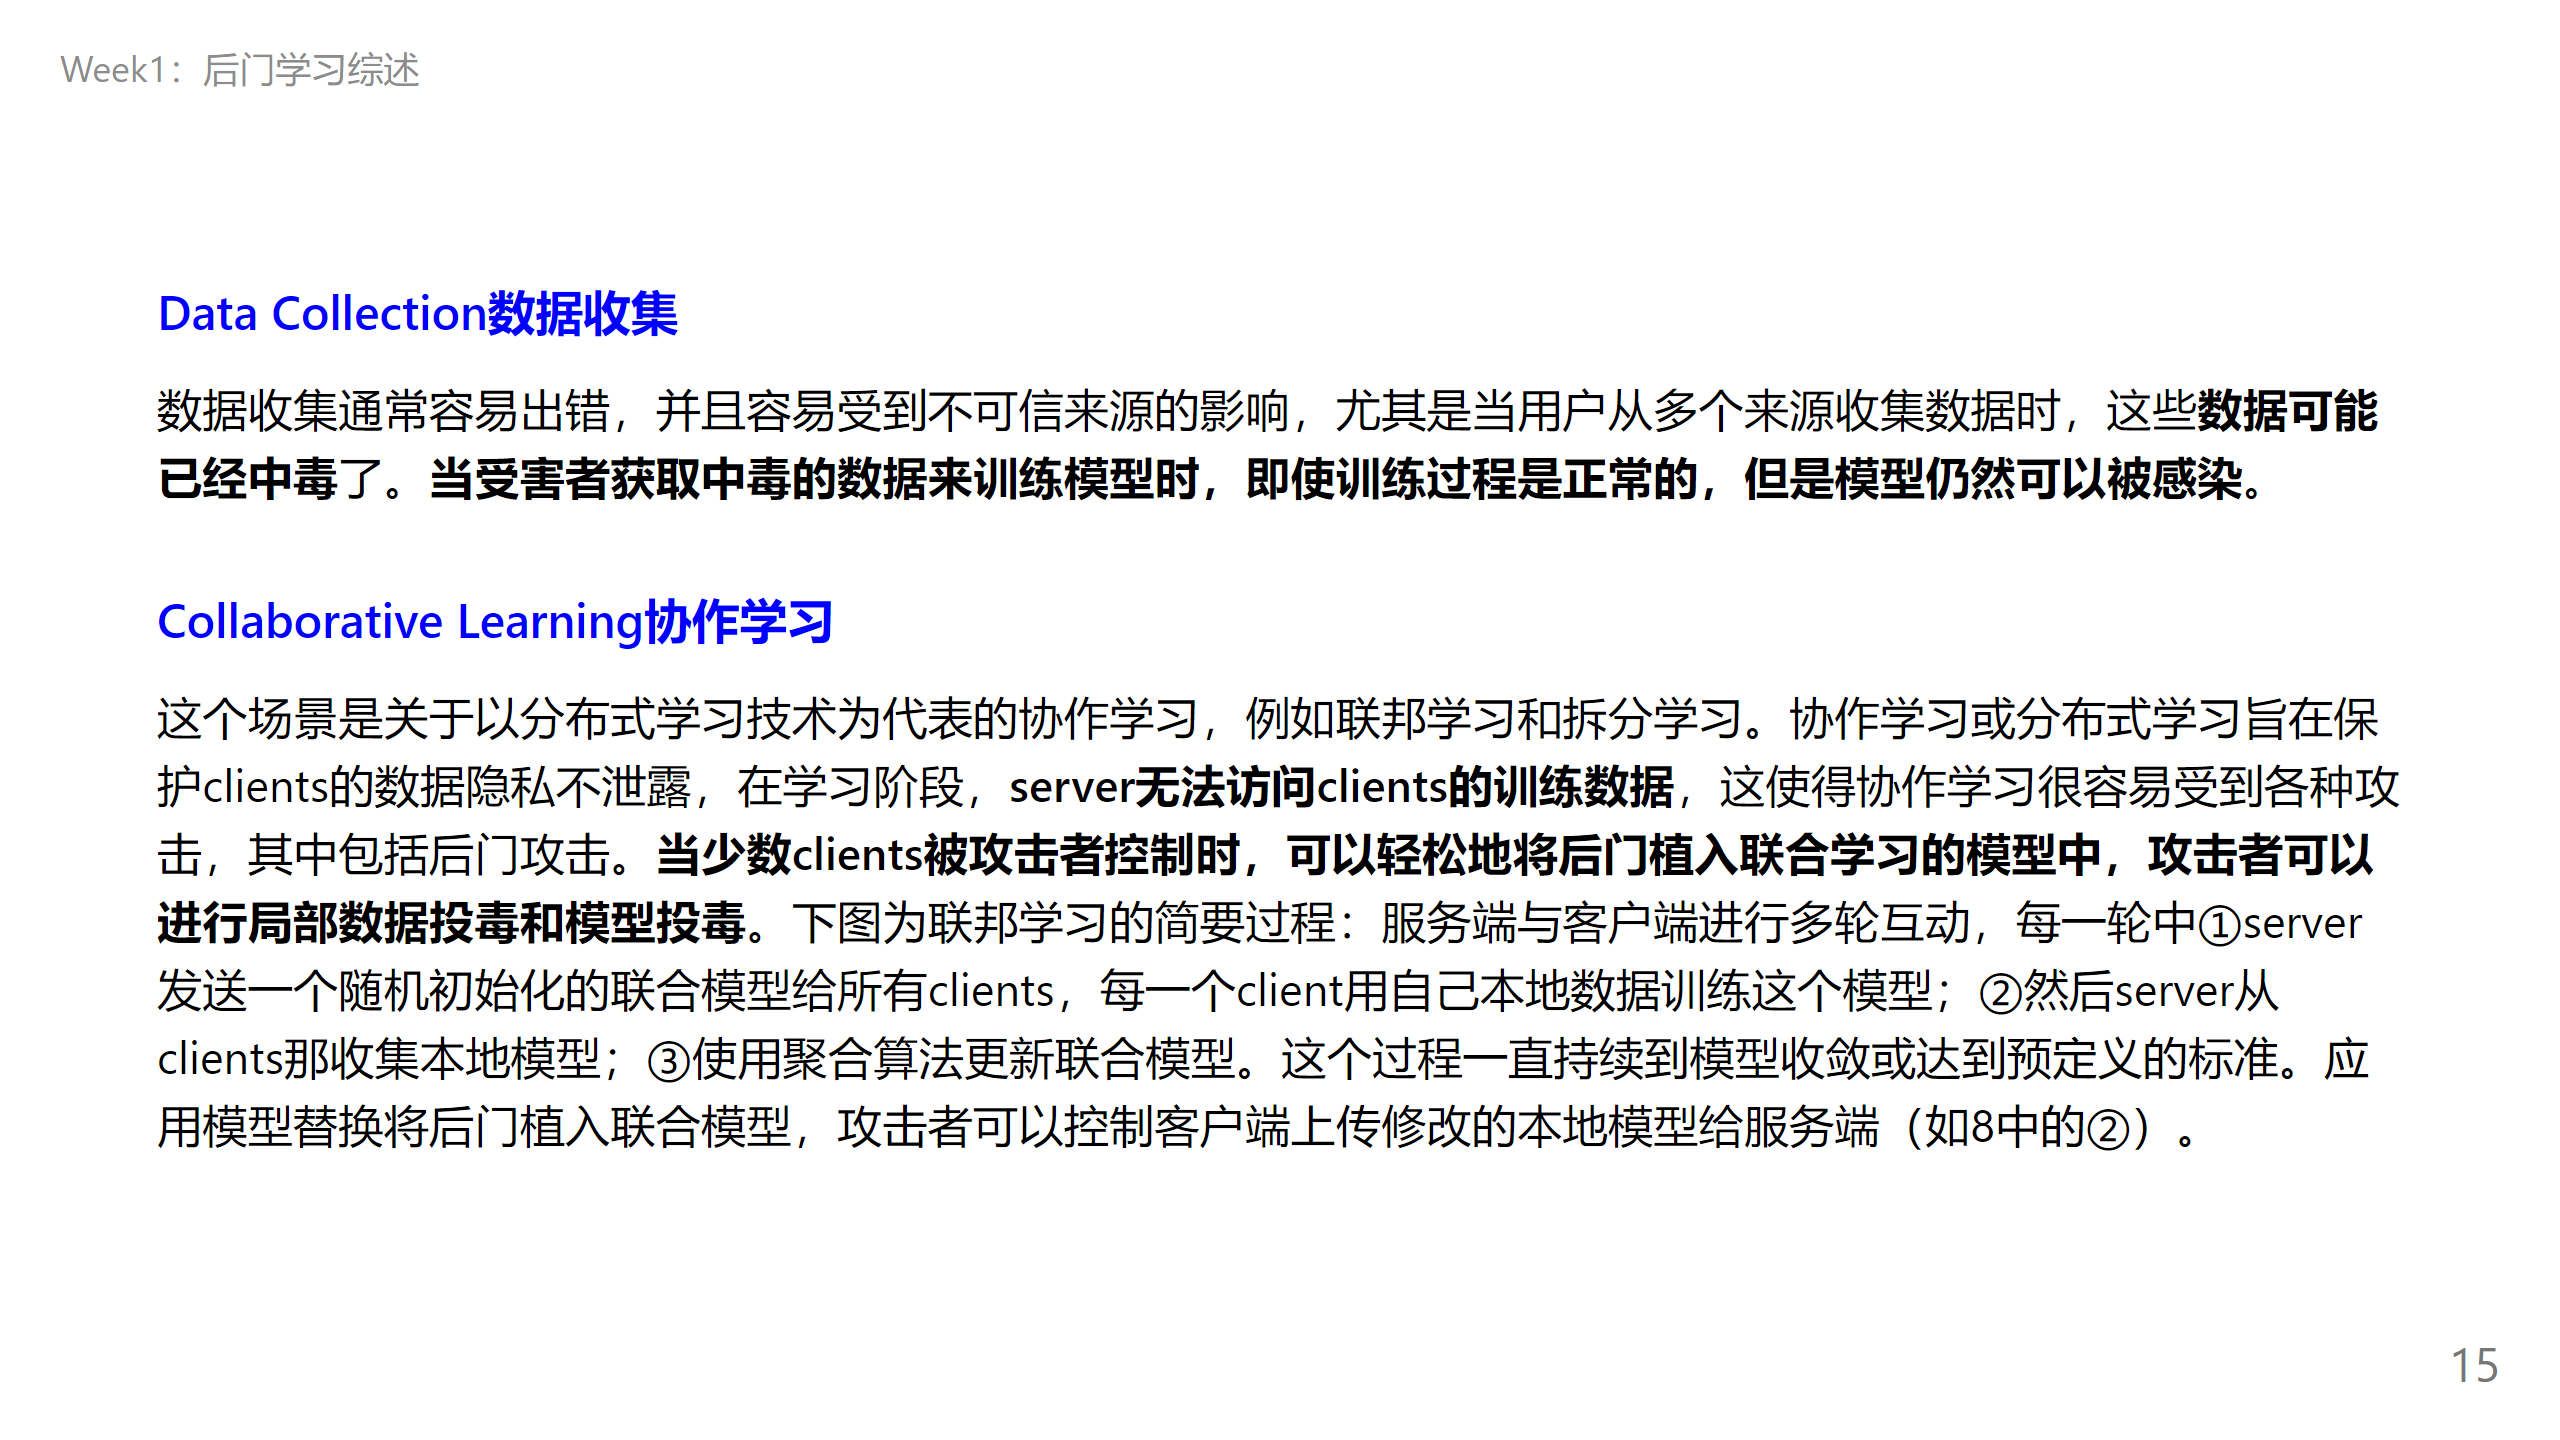 Week1：后门学习综述
Data Collection数据收集
数据收集通常容易出错，并且容易受到不可信来源的影响，尤其是当用户从多个来源收集数据时，这些数据可能
已经中毒了。当受害者获取中毒的数据来训练模型时，即使训练过程是正常的，但是模型仍然可以被感染。
Collaborative Learning协作学习
这个场景是关于以分布式学习技术为代表的协作学习，例如联邦学习和拆分学习。协作学习或分布式学习旨在保
护clients的数据隐私不泄露，在学习阶段，server无法访问clients的训练数据，这使得协作学习很容易受到各种攻
击，其中包括后门攻击。当少数clients被攻击者控制时，可以轻松地将后门植入联合学习的模型中，攻击者可以
进行局部数据投毒和模型投毒。下图为联邦学习的简要过程：服务端与客户端进行多轮互动，每一轮中①server
发送一个随机初始化的联合模型给所有clients，每一个client用自己本地数据训练这个模型；②然后server从
clients那收集本地模型；③使用聚合算法更新联合模型。这个过程一直持续到模型收敛或达到预定义的标准。应
用模型替换将后门植入联合模型，攻击者可以控制客户端上传修改的本地模型给服务端（如8中的②）。
15